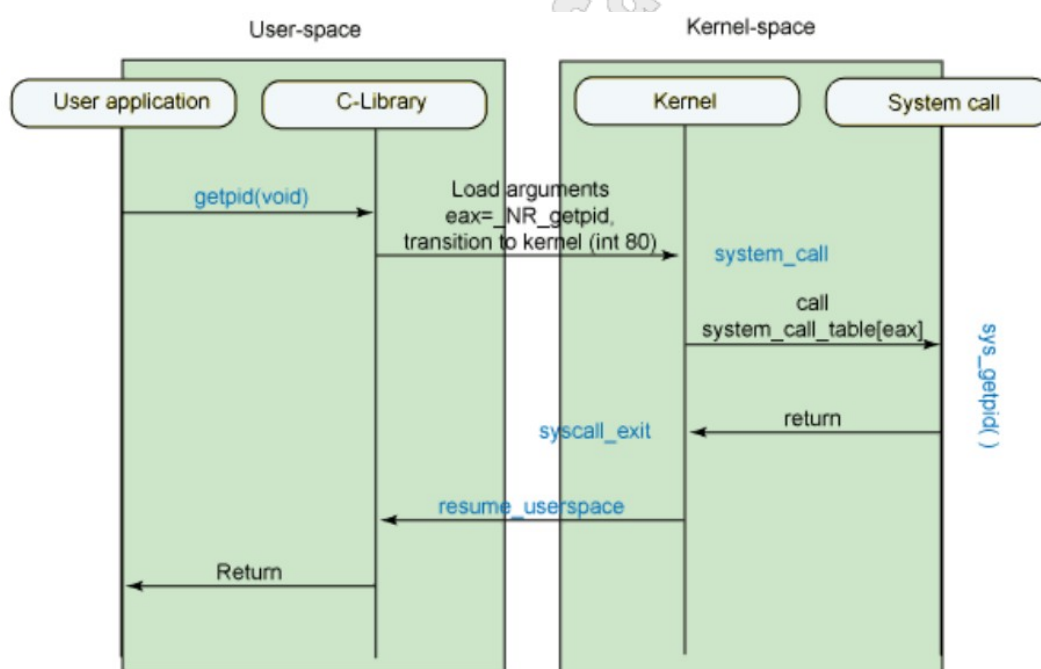 User-space
Kernel-space
User application
C-Library
Kernel
System call
getpid(void)
Load arguments
eax=_NR_getpid,
transition to kernel (int 80)
system_call
call
system_call_table[eax]
sys_getpid( )
return
syscall_exit
resume_userspace
Return